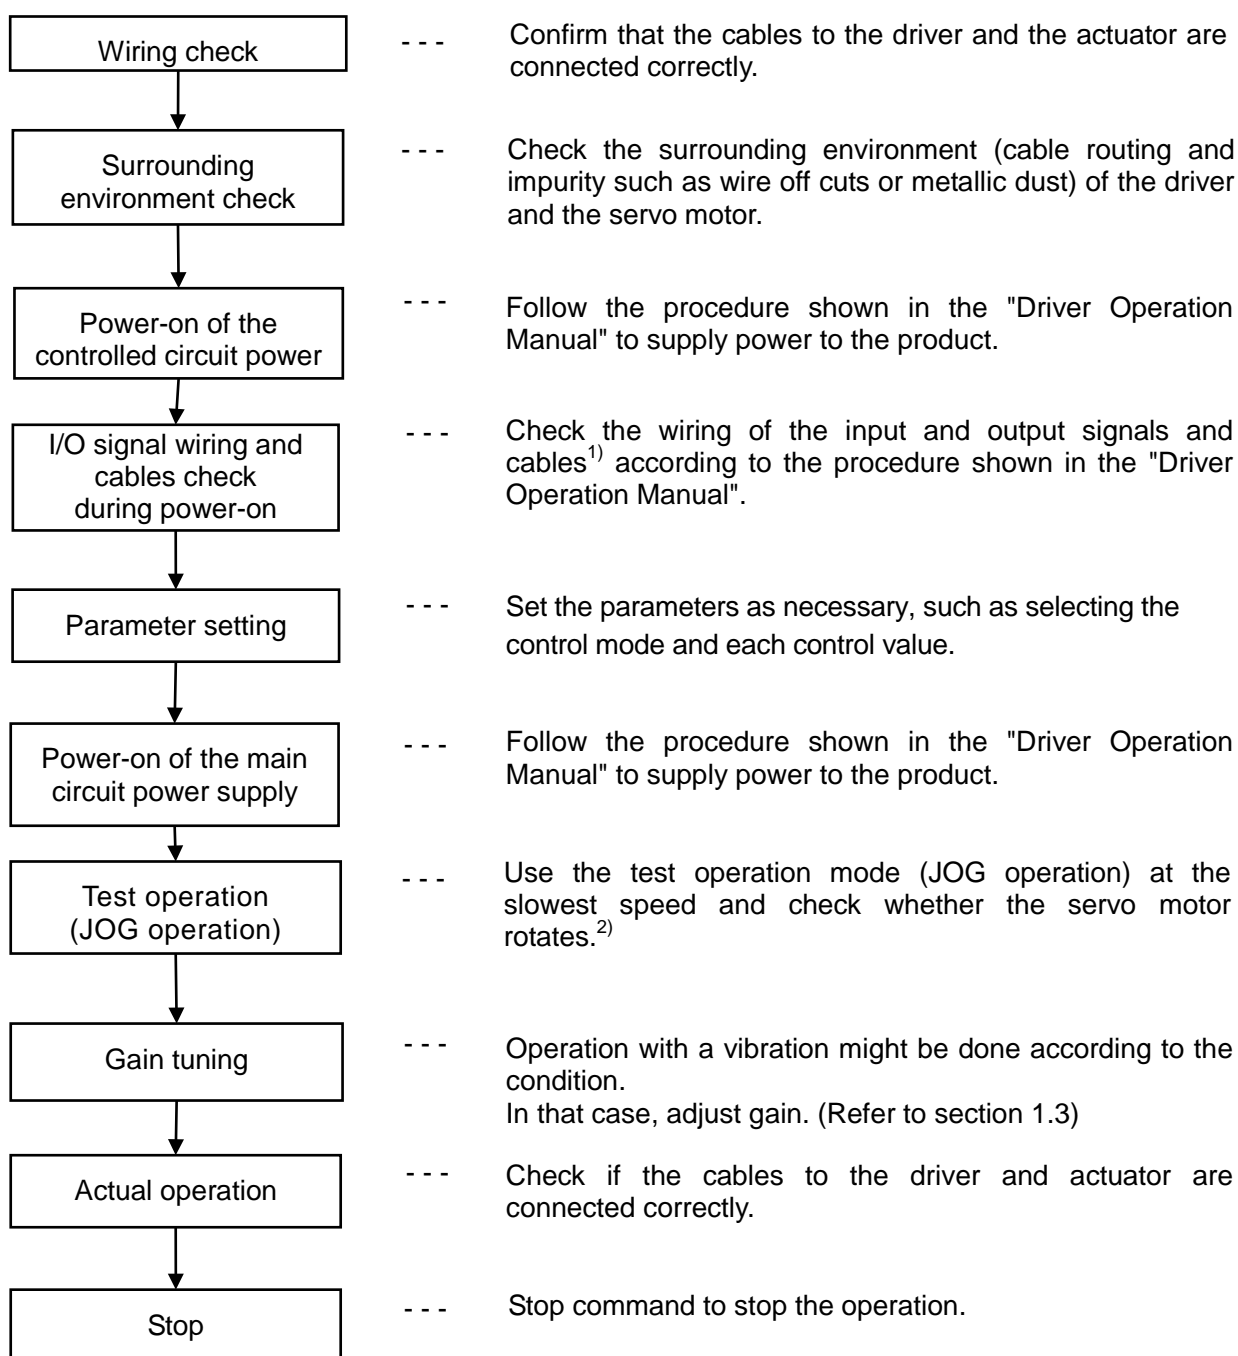 Wiring check
- - -
Confirm that the cables to the driver and the actuator are
connected correctly.
Surrounding
environment check
- - -
Check the surrounding environment (cable routing and
impurity such as wire off cuts or metallic dust) of the driver
and the servo motor.
Power-on of the
controlled circuit power
- - -
Follow the procedure shown in the "Driver Operation
Manual" to supply power to the product.
I/O signal wiring and
cables check
during power-on
- - -
Check the wiring of the input and output signals and
cables1) according to the procedure shown in the "Driver
Operation Manual".
Parameter setting
- - -
Set the parameters as necessary, such as selecting the
control mode and each control value.
Power-on of the main
circuit power supply
- - -
Follow the procedure shown in the "Driver Operation
Manual" to supply power to the product.
Test operation
(JOG operation)
- - -
Use the test operation mode (JOG operation) at the
slowest speed and check whether the servo motor
rotates.2)
Gain tuning
- - -
Operation with a vibration might be done according to the
condition.
In that case, adjust gain. (Refer to section 1.3)
Actual operation
- - -
Check if the cables to the driver and actuator are
connected correctly.
Stop
- - -
Stop command to stop the operation.